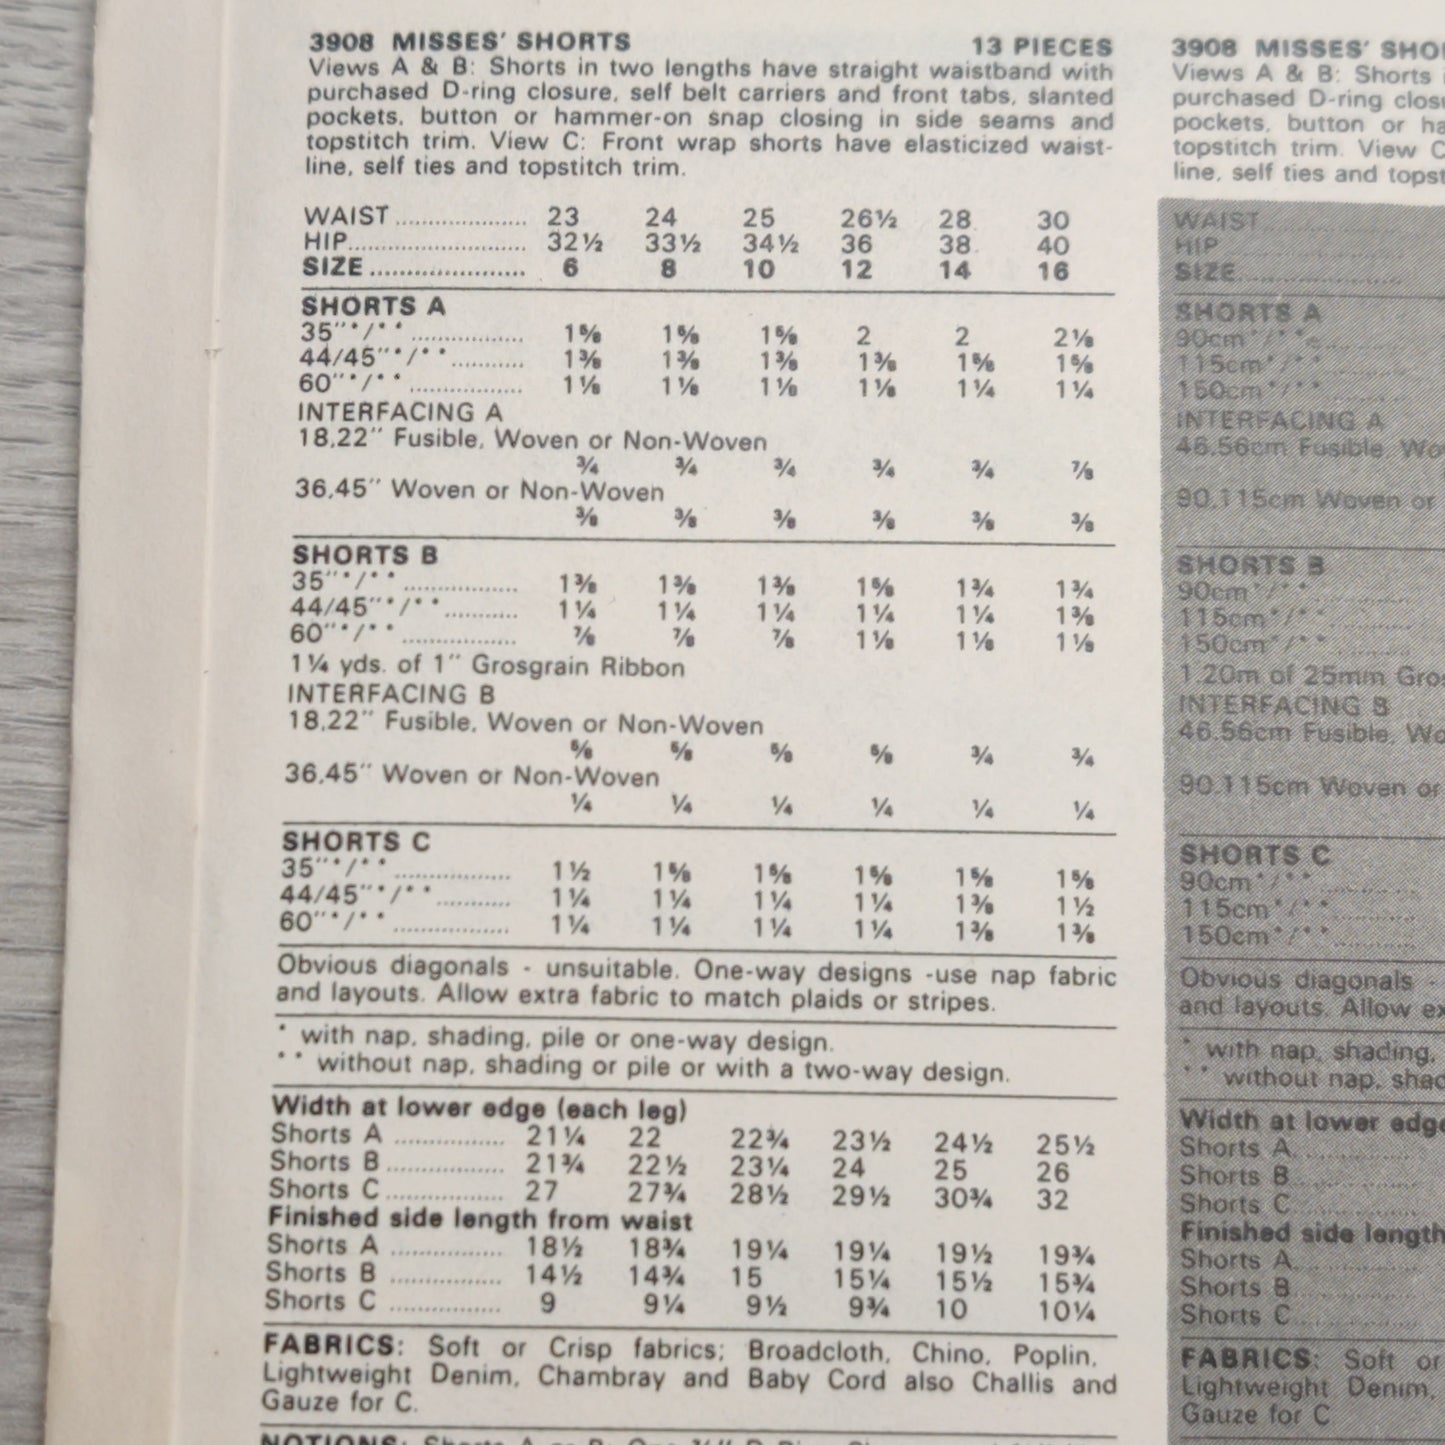 3908 MISSES' SHORTS 13 PIECES
Views A & B: Shorts in two lengths have straight waistband with
purchased D-ring closure, self belt carriers and front tabs, slanted
pockets, button or hammer-on snap closing in side seams and
topstitch trim. View C: Front wrap shorts have elasticized waist-
line, self ties and topstitch trim.
WAIST .................... 23 24 25 26½ 28 30
HIP....................... 32½ 33½ 34½ 36 38 40
SIZE ....................... 6 8 10 12 14 16
SHORTS A
35"*/** ................. 1⅝ 1⅝ 1⅝ 2 2 2⅛
44/45"*/** ........... 1⅜ 1⅜ 1⅜ 1⅜ 1⅝ 1⅝
60"*/** ................. 1⅛ 1⅛ 1⅛ 1⅛ 1¼ 1¼
INTERFACING A
18,22" Fusible, Woven or Non-Woven
¾ ¾ ¾ ¾ ¾ ⅞
36,45" Woven or Non-Woven
⅜ ⅜ ⅜ ⅜ ⅜ ⅜
SHORTS B
35"*/** ................. 1⅜ 1⅜ 1⅜ 1⅝ 1¾ 1¾
44/45"*/** ........... 1¼ 1¼ 1¼ 1¼ 1¼ 1⅜
60"*/** ................. ⅞ ⅞ ⅞ 1⅛ 1⅛ 1⅛
1¼ yds. of 1" Grosgrain Ribbon
INTERFACING B
18,22" Fusible, Woven or Non-Woven
⅝ ⅝ ⅝ ⅝ ¾ ¾
36,45" Woven or Non-Woven
¼ ¼ ¼ ¼ ¼ ¼
SHORTS C
35"*/** ................. 1½ 1⅝ 1⅝ 1⅝ 1⅝ 1⅝
44/45"*/** ........... 1¼ 1¼ 1¼ 1¼ 1⅜ 1½
60"*/** ................. 1¼ 1¼ 1¼ 1¼ 1⅜ 1⅜
Obvious diagonals - unsuitable. One-way designs -use nap fabric
and layouts. Allow extra fabric to match plaids or stripes.
* with nap, shading, pile or one-way design.
** without nap, shading or pile or with a two-way design.
Width at lower edge (each leg)
Shorts A ................ 21¼ 22 22¾ 23½ 24½ 25½
Shorts B ................. 21¾ 22½ 23¼ 24 25 26
Shorts C ................. 27 27¾ 28½ 29½ 30¾ 32
Finished side length from waist
Shorts A ................ 18½ 18¾ 19¼ 19¼ 19½ 19¾
Shorts B ................ 14½ 14¾ 15 15¼ 15½ 15¾
Shorts C ................ 9 9¼ 9½ 9¾ 10 10¼
FABRICS: Soft or Crisp fabrics; Broadcloth, Chino, Poplin,
Lightweight Denim, Chambray and Baby Cord also Challis and
Gauze for C.
3908 MISSES' SHO
Views A & B: Shorts
purchased D-ring clos
pockets, button or ha
topstitch trim. View C
line, self ties and topst
WAIST
HIP
SIZE
SHORTS A
90cm*/**
115cm*/**
150cm*/**
INTERFACING A
46,56cm Fusible, Wo
90,115cm Woven or
SHORTS B
90cm*/**
115cm*/**
150cm*/**
1.20m of 25mm Gros
INTERFACING B
46,56cm Fusible, Wo
90,115cm Woven or
SHORTS C
90cm*/**
115cm*/**
150cm*/**
Obvious diagonals -
and layouts. Allow ex
* with nap, shading,
** without nap, shad
Width at lower edge
Shorts A
Shorts B
Shorts C
Finished side length
Shorts A
Shorts B
Shorts C
FABRICS: Soft or
Lightweight Denim,
Gauze for C